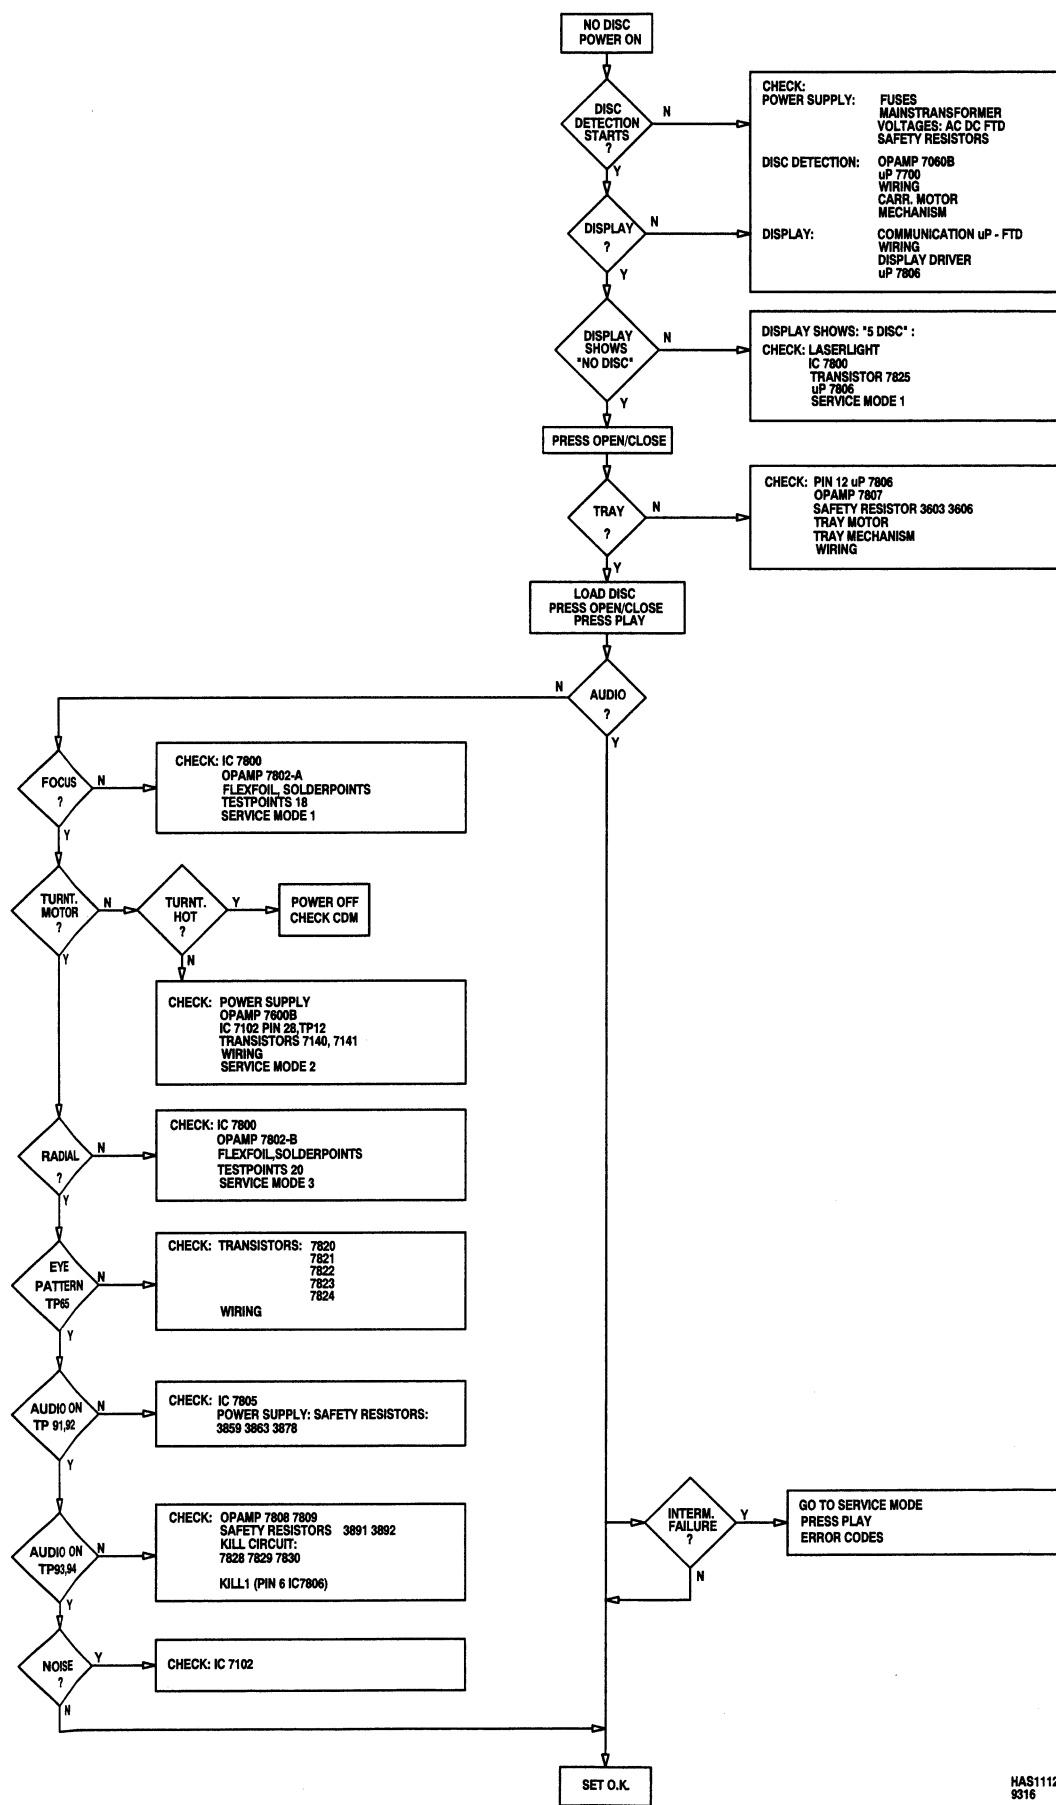 NO DISC
POWER ON
DISC
DETECTION
STARTS
?
N
Y
CHECK:
POWER SUPPLY: FUSES
MAINSTRANSFORMER
VOLTAGES: AC DC FTD
SAFETY RESISTORS
DISC DETECTION: OPAMP 7060B
uP 7700
WIRING
CARR. MOTOR
MECHANISM
DISPLAY: COMMUNICATION uP - FTD
WIRING
DISPLAY DRIVER
uP 7806
DISPLAY
?
N
Y
DISPLAY
SHOWS
"NO DISC"
N
Y
DISPLAY SHOWS: "5 DISC" :
CHECK: LASERLIGHT
IC 7800
TRANSISTOR 7825
uP 7806
SERVICE MODE 1
PRESS OPEN/CLOSE
TRAY
?
N
Y
CHECK: PIN 12 uP 7806
OPAMP 7807
SAFETY RESISTOR 3603 3606
TRAY MOTOR
TRAY MECHANISM
WIRING
LOAD DISC
PRESS OPEN/CLOSE
PRESS PLAY
AUDIO
?
N
Y
FOCUS
?
N
Y
CHECK: IC 7800
OPAMP 7802-A
FLEXFOIL, SOLDERPOINTS
TESTPOINTS 18
SERVICE MODE 1
TURNT.
MOTOR
?
N
Y
TURNT.
HOT
?
Y
N
POWER OFF
CHECK CDM
CHECK: POWER SUPPLY
OPAMP 7600B
IC 7102 PIN 28,TP12
TRANSISTORS 7140, 7141
WIRING
SERVICE MODE 2
RADIAL
?
N
Y
CHECK: IC 7800
OPAMP 7802-B
FLEXFOIL,SOLDERPOINTS
TESTPOINTS 20
SERVICE MODE 3
EYE
PATTERN
TP65
N
Y
CHECK: TRANSISTORS: 7820
7821
7822
7823
7824
WIRING
AUDIO ON
TP 91,92
N
Y
CHECK: IC 7805
POWER SUPPLY: SAFETY RESISTORS:
3859 3863 3878
AUDIO ON
TP93,94
N
Y
CHECK: OPAMP 7808 7809
SAFETY RESISTORS 3891 3892
KILL CIRCUIT:
7828 7829 7830
KILL1 (PIN 6 IC7806)
INTERM.
FAILURE
?
Y
N
GO TO SERVICE MODE
PRESS PLAY
ERROR CODES
NOISE
?
Y
N
CHECK: IC 7102
SET O.K.
HAS1112
9316